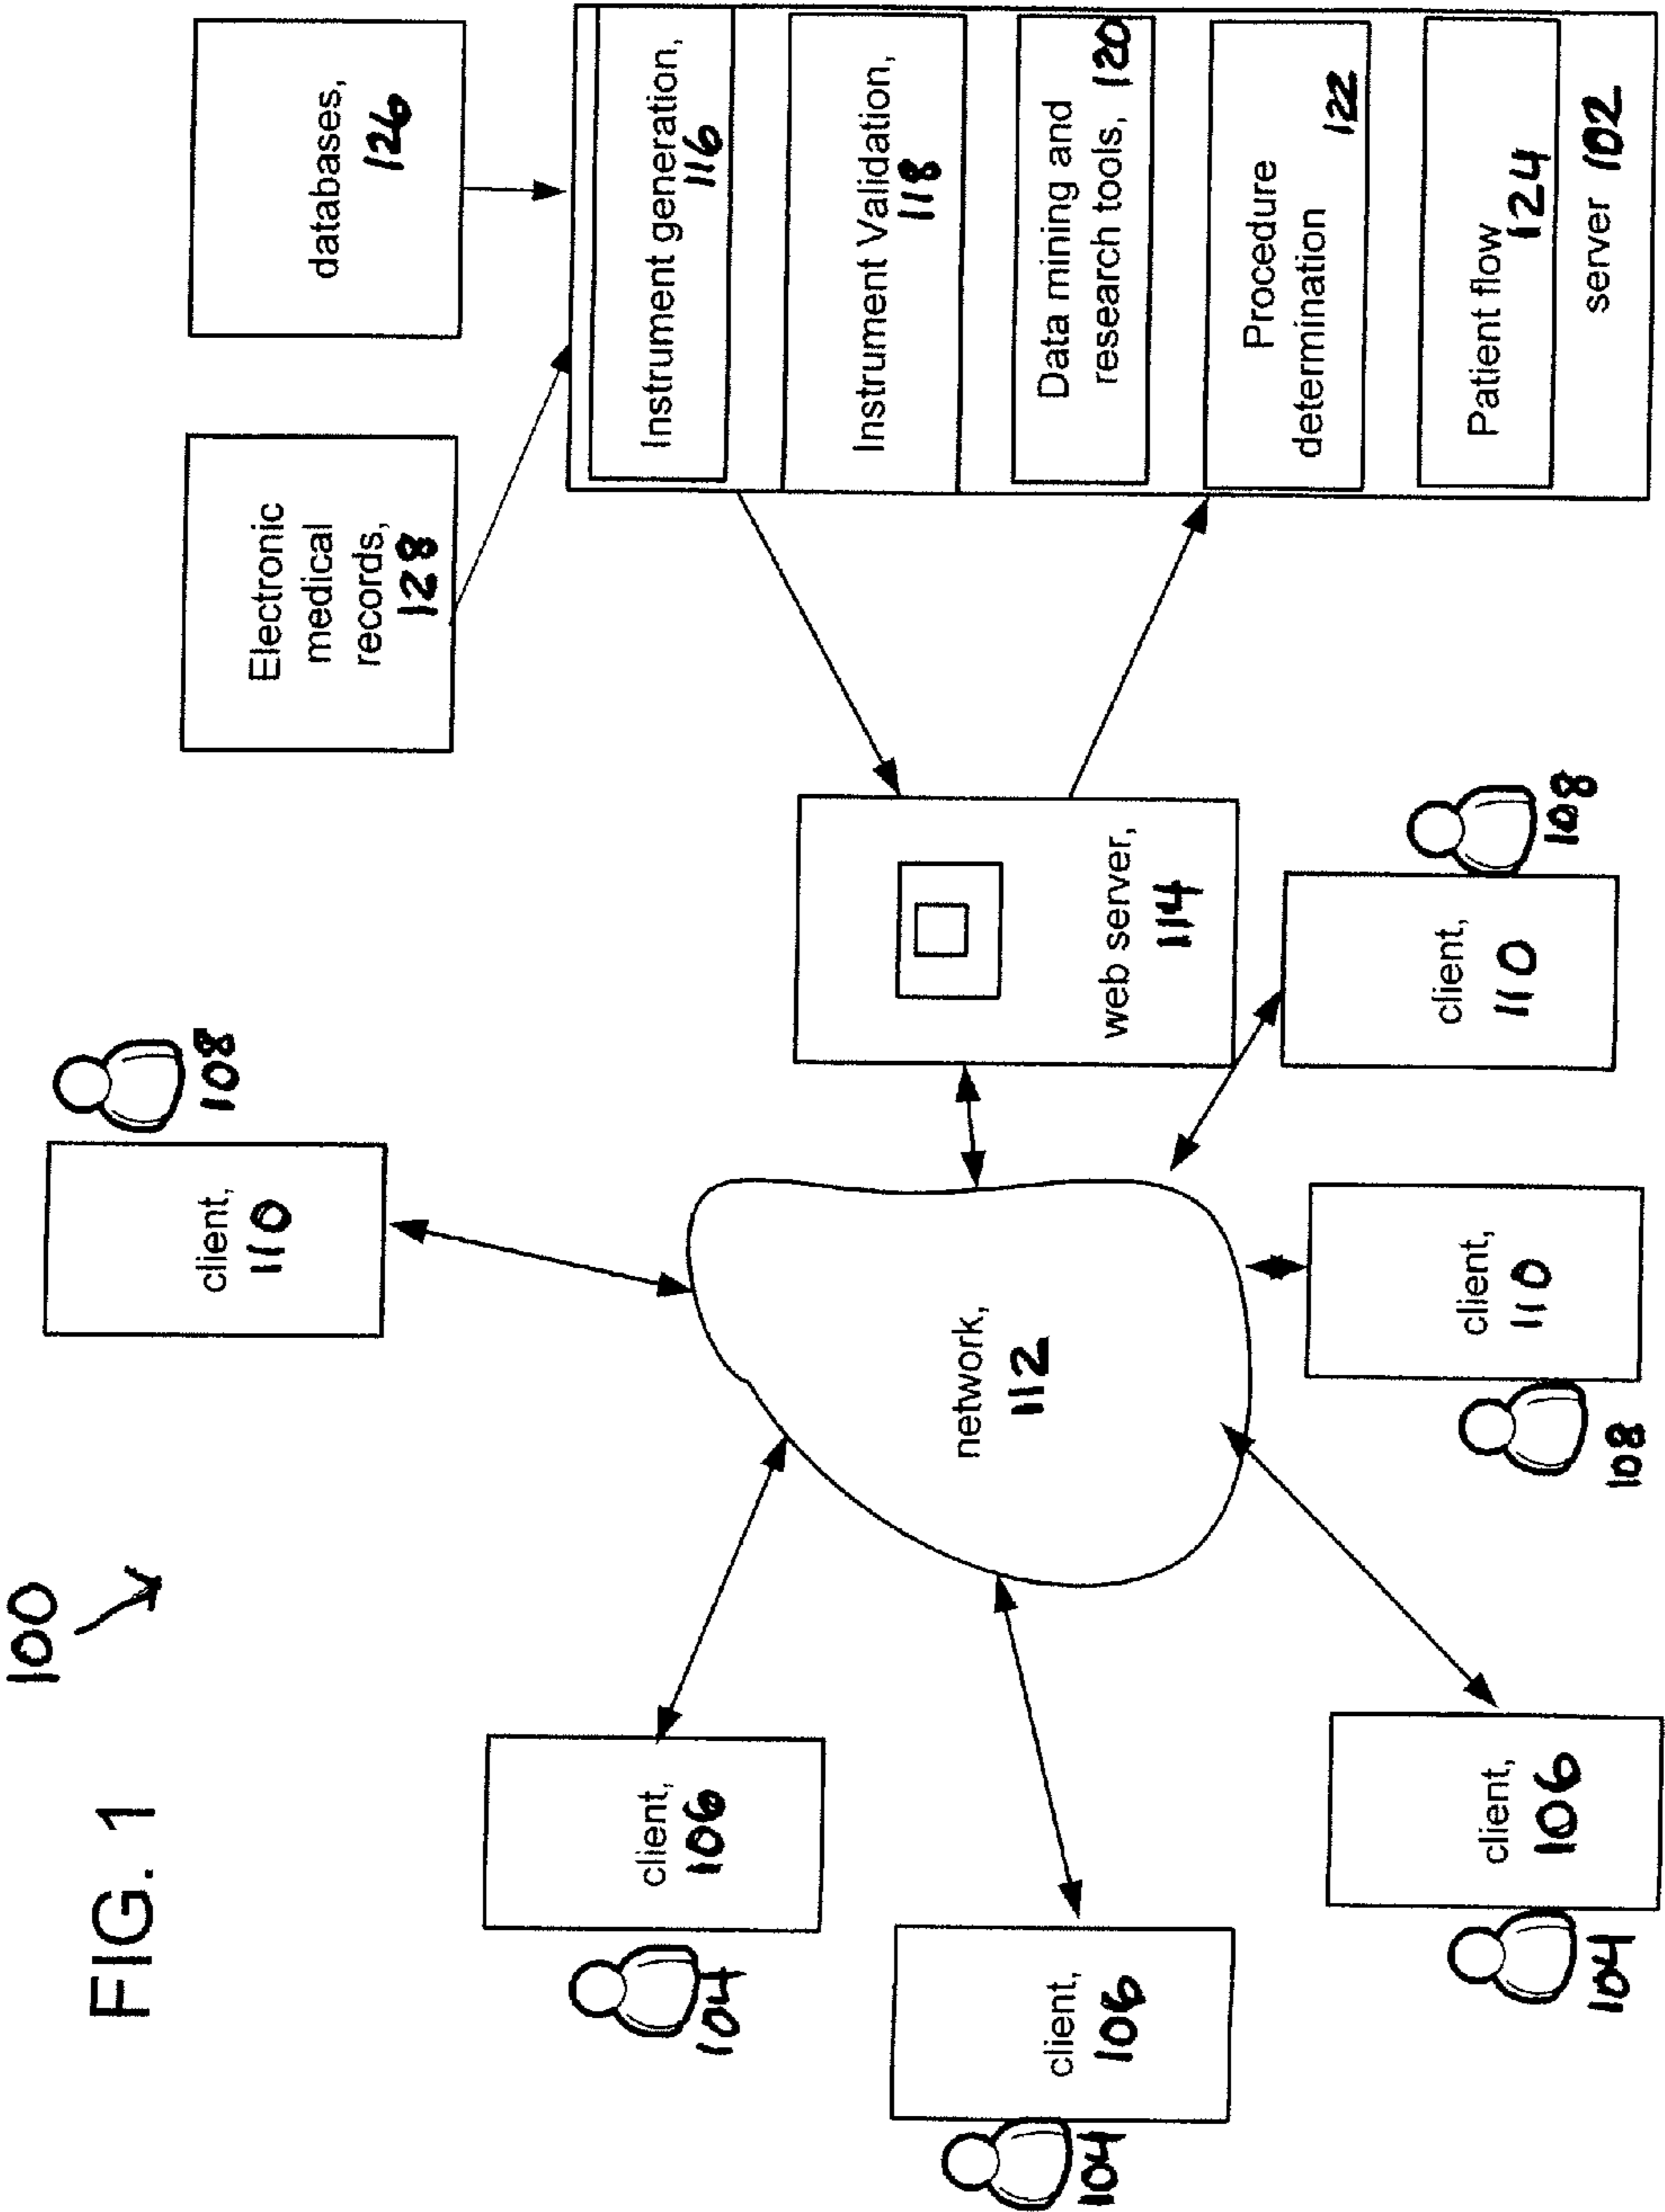 FIG. 1
100
client,
106
104
client,
106
104
client,
106
104
client,
110
108
network,
112
client,
110
108
client,
110
108
web server,
114
Electronic
medical
records,
128
databases,
126
Instrument generation,
116
Instrument Validation,
118
Data mining and
research tools, 120
Procedure
determination
122
Patient flow
124
server 102